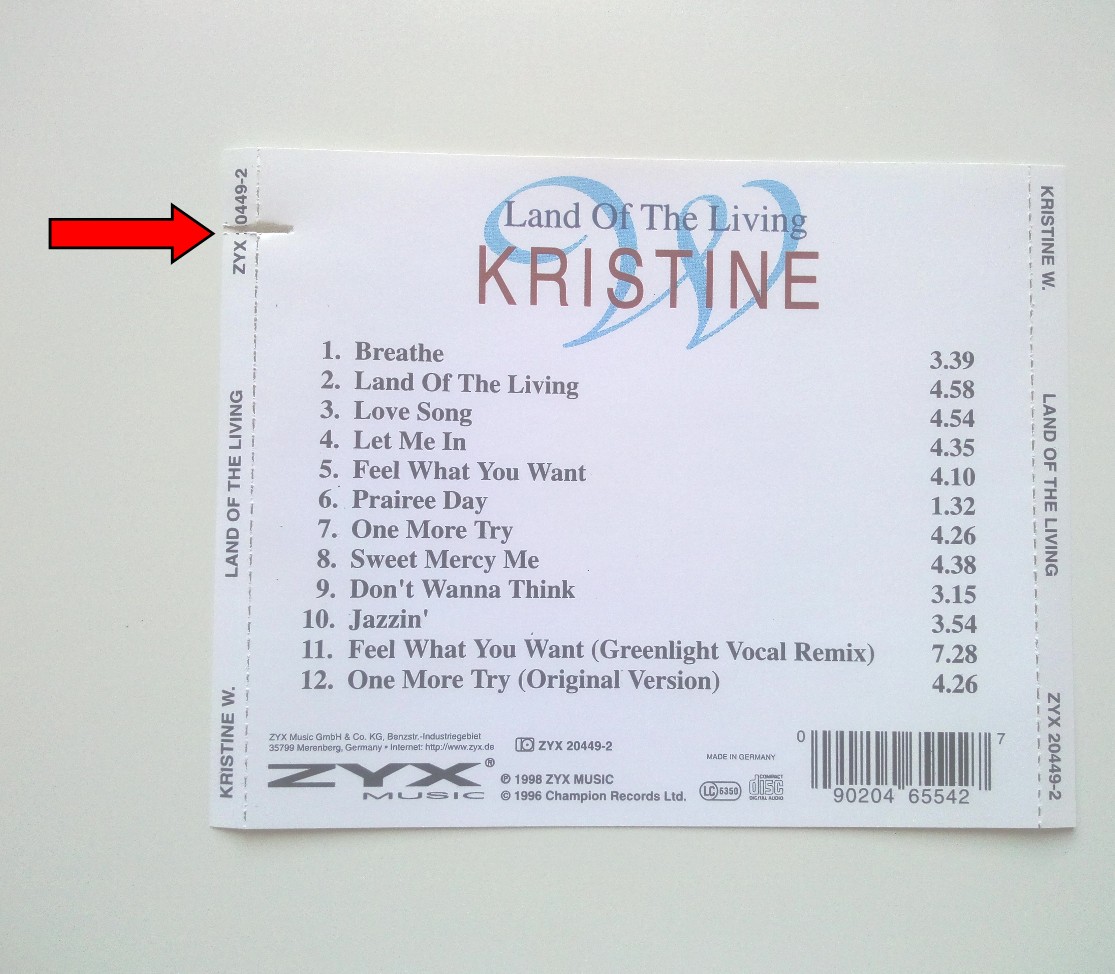 ZYX 20449-2
LAND OF THE LIVING
KRISTINE W.
Land Of The Living
KRISTINE W
1. Breathe 3.39
2. Land Of The Living 4.58
3. Love Song 4.54
4. Let Me In 4.35
5. Feel What You Want 4.10
6. Prairee Day 1.32
7. One More Try 4.26
8. Sweet Mercy Me 4.38
9. Don't Wanna Think 3.15
10. Jazzin' 3.54
11. Feel What You Want (Greenlight Vocal Remix) 7.28
12. One More Try (Original Version) 4.26
ZYX Music GmbH & Co. KG, Benzstr.-Industriegebiet
35799 Merenberg, Germany • Internet: http://www.zyx.de
ZYX 20449-2
ZYX®
MUSIC
℗ 1998 ZYX MUSIC
© 1996 Champion Records Ltd.
MADE IN GERMANY
LC 6350
COMPACT
disc
DIGITAL AUDIO
0 90204 65542 7
KRISTINE W.
LAND OF THE LIVING
ZYX 20449-2